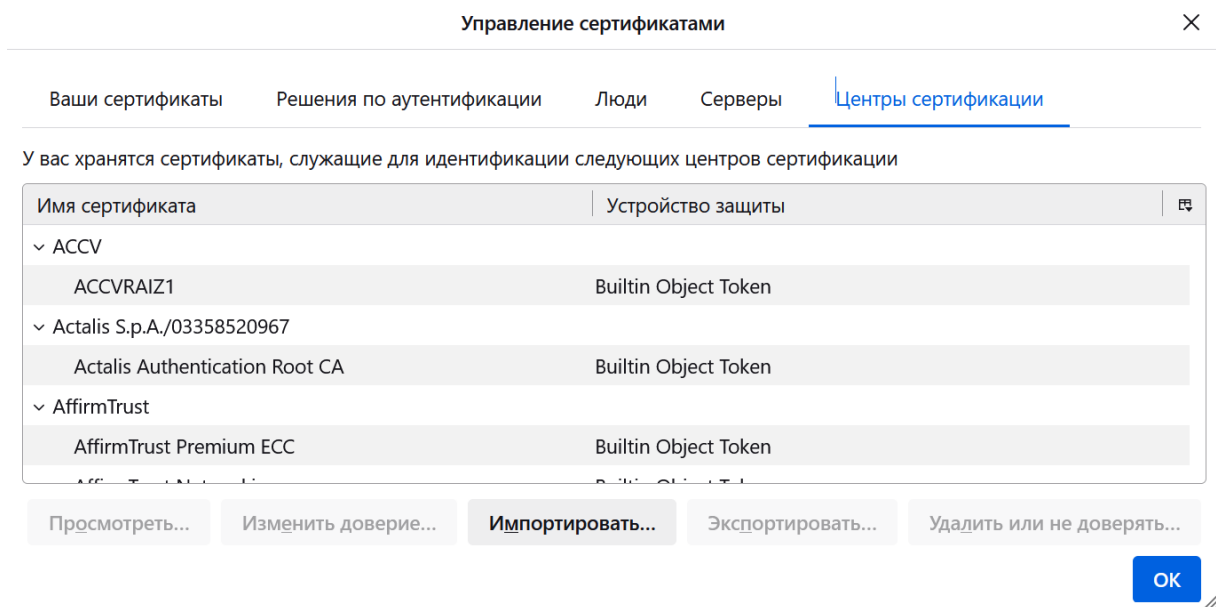 Управление сертификатами
Ваши сертификаты Решения по аутентификации Люди Серверы Центры сертификации
У вас хранятся сертификаты, служащие для идентификации следующих центров сертификации
Имя сертификата Устройство защиты
ACCV
ACCVRAIZ1 Builtin Object Token
Actalis S.p.A./03358520967
Actalis Authentication Root CA Builtin Object Token
AffirmTrust
AffirmTrust Premium ECC Builtin Object Token
Просмотреть... Изменить доверие... Импортировать... Экспортировать... Удалить или не доверять...
ОК